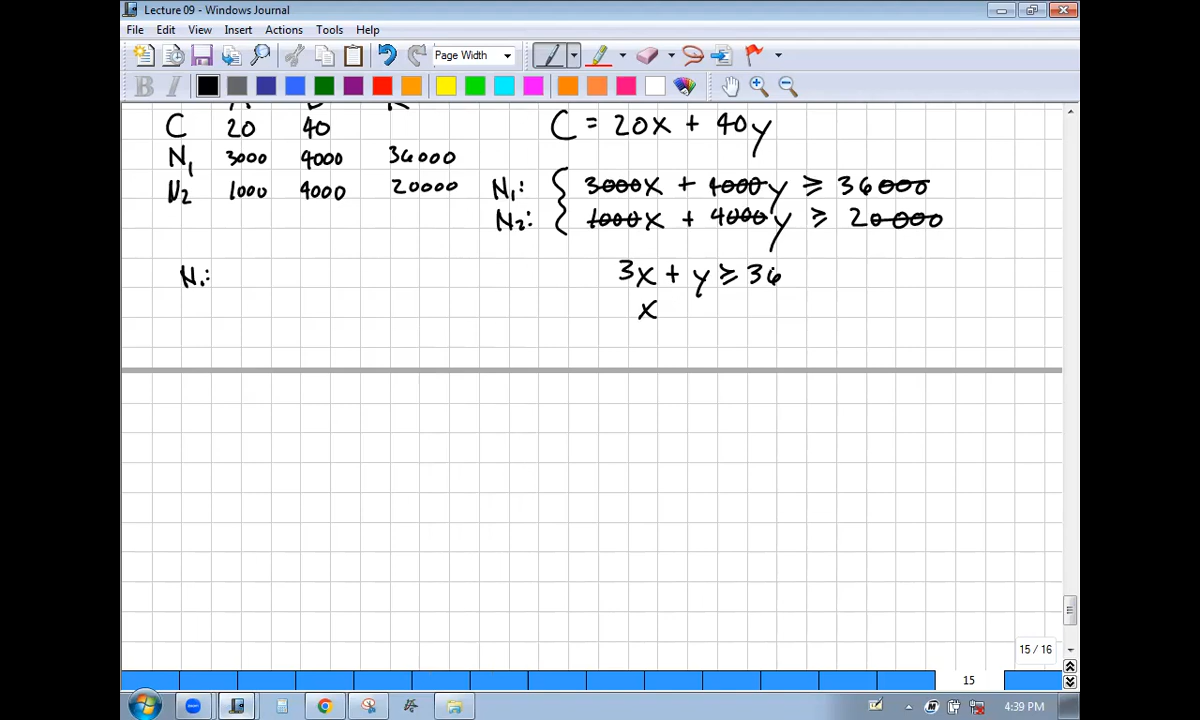 Lecture 09 - Windows Journal
File Edit View Insert Actions Tools Help
Page Width
B I
C 20 40
C = 20x + 40y
N₁ 3000 4000 36000
N₁: 3000x + 4000y ≥ 36000
N₂ 1000 4000 20000
N₂: 1000x + 4000y ≥ 20000
N₁:
3x + y ≥ 36
x
15 / 16
15
4:39 PM